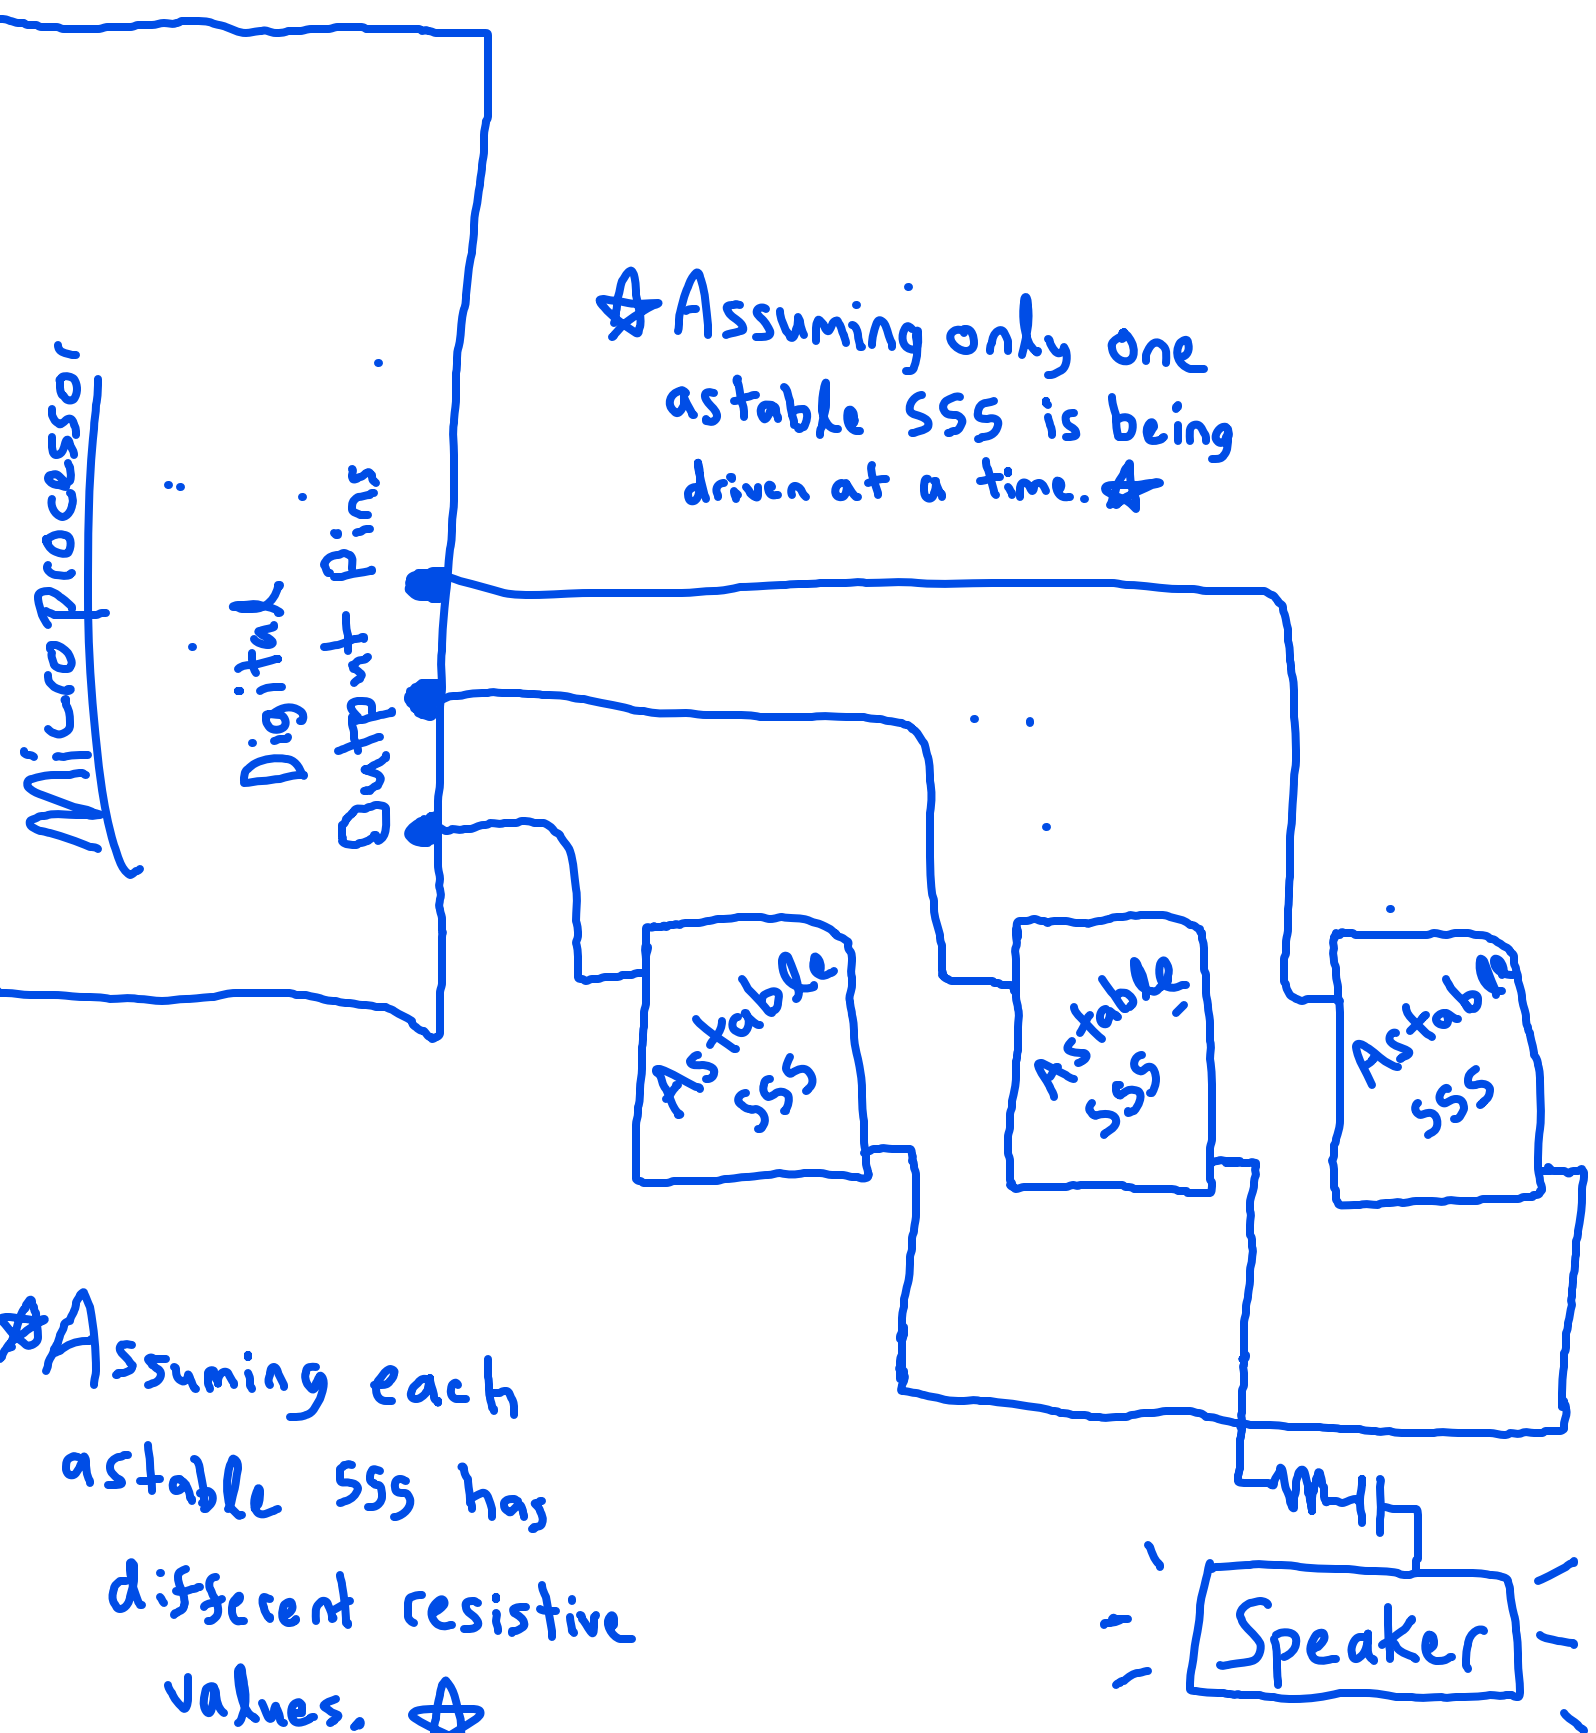 Microprocessor
Digital
Output Pins
☆Assuming only one
astable 555 is being
driven at a time.☆
Astable
555
Astable
555
Astable
555
☆Assuming each
astable 555 has
different resistive
values. ☆
Speaker